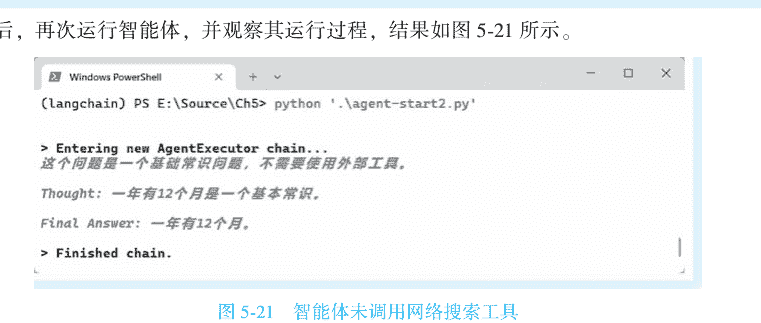 后，再次运行智能体，并观察其运行过程，结果如图 5-21 所示。
Windows PowerShell
(langchain) PS E:\Source\Ch5> python '.\agent-start2.py'
> Entering new AgentExecutor chain...
这个问题是一个基础常识问题，不需要使用外部工具。
Thought: 一年有12个月是一个基本常识。
Final Answer: 一年有12个月。
> Finished chain.
图 5-21 智能体未调用网络搜索工具